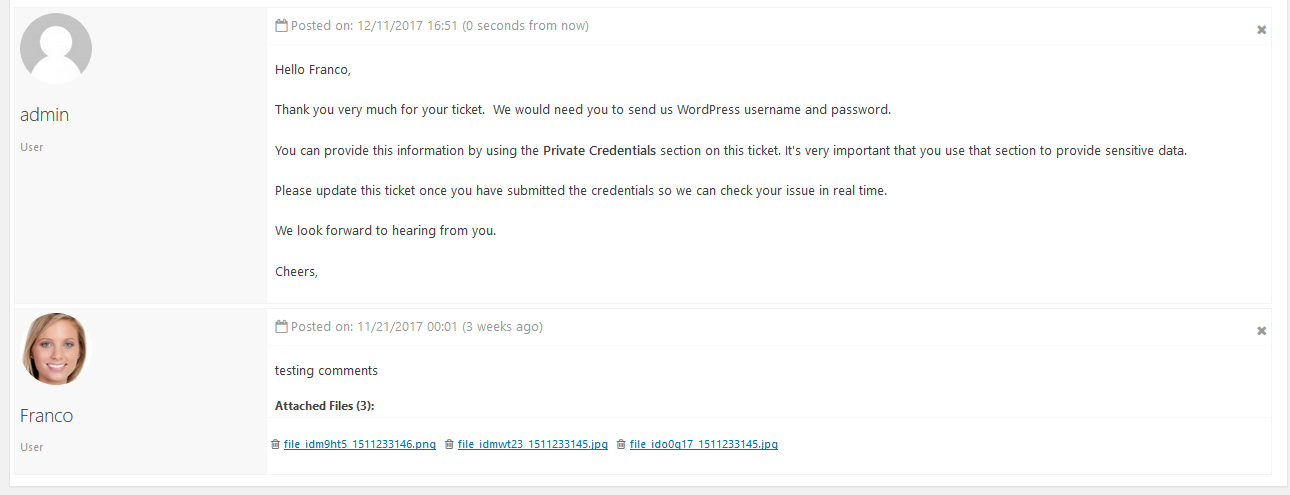 Posted on: 12/11/2017 16:51 (0 seconds from now)
admin
User
Hello Franco,
Thank you very much for your ticket. We would need you to send us WordPress username and password.
You can provide this information by using the Private Credentials section on this ticket. It's very important that you use that section to provide sensitive data.
Please update this ticket once you have submitted the credentials so we can check your issue in real time.
We look forward to hearing from you.
Cheers,
Posted on: 11/21/2017 00:01 (3 weeks ago)
Franco
User
testing comments
Attached Files (3):
file_idm9ht5_1511233146.png file_idmwt23_1511233145.jpg file_ido0q17_1511233145.jpg